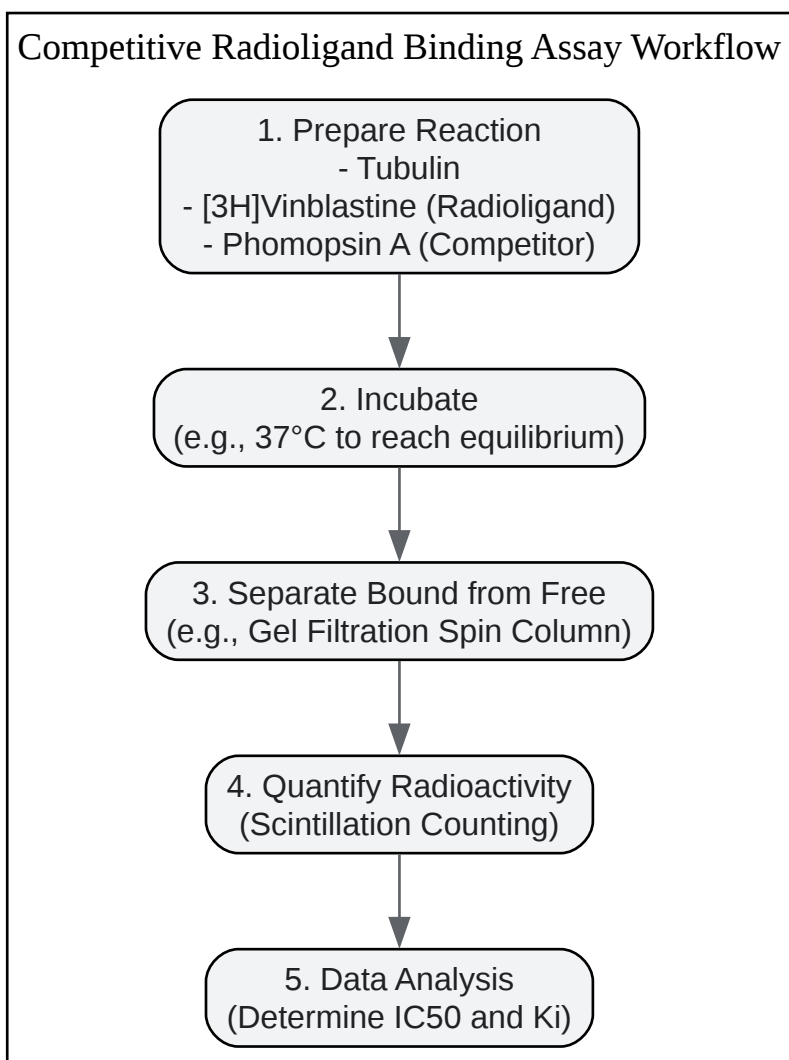 Competitive Radioligand Binding Assay Workflow
1. Prepare Reaction
- Tubulin
- [3H]Vinblastine (Radioligand)
- Phomopsin A (Competitor)
2. Incubate
(e.g., 37°C to reach equilibrium)
3. Separate Bound from Free
(e.g., Gel Filtration Spin Column)
4. Quantify Radioactivity
(Scintillation Counting)
5. Data Analysis
(Determine IC50 and Ki)